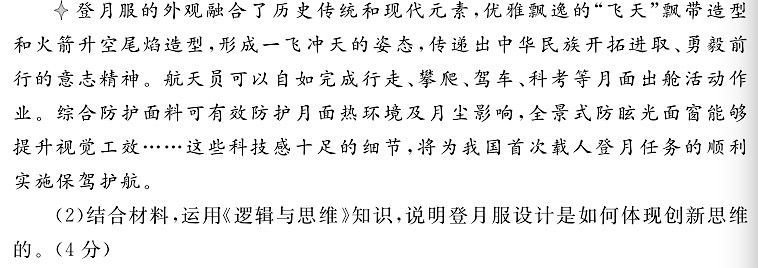 ✧登月服的外观融合了历史传统和现代元素,优雅飘逸的“飞天”飘带造型
和火箭升空尾焰造型,形成一飞冲天的姿态,传递出中华民族开拓进取、勇毅前
行的意志精神。航天员可以自如完成行走、攀爬、驾车、科考等月面出舱活动作
业。综合防护面料可有效防护月面热环境及月尘影响,全景式防眩光面窗能够
提升视觉工效……这些科技感十足的细节,将为我国首次载人登月任务的顺利
实施保驾护航。
(2)结合材料,运用《逻辑与思维》知识,说明登月服设计是如何体现创新思维
的。(4分)